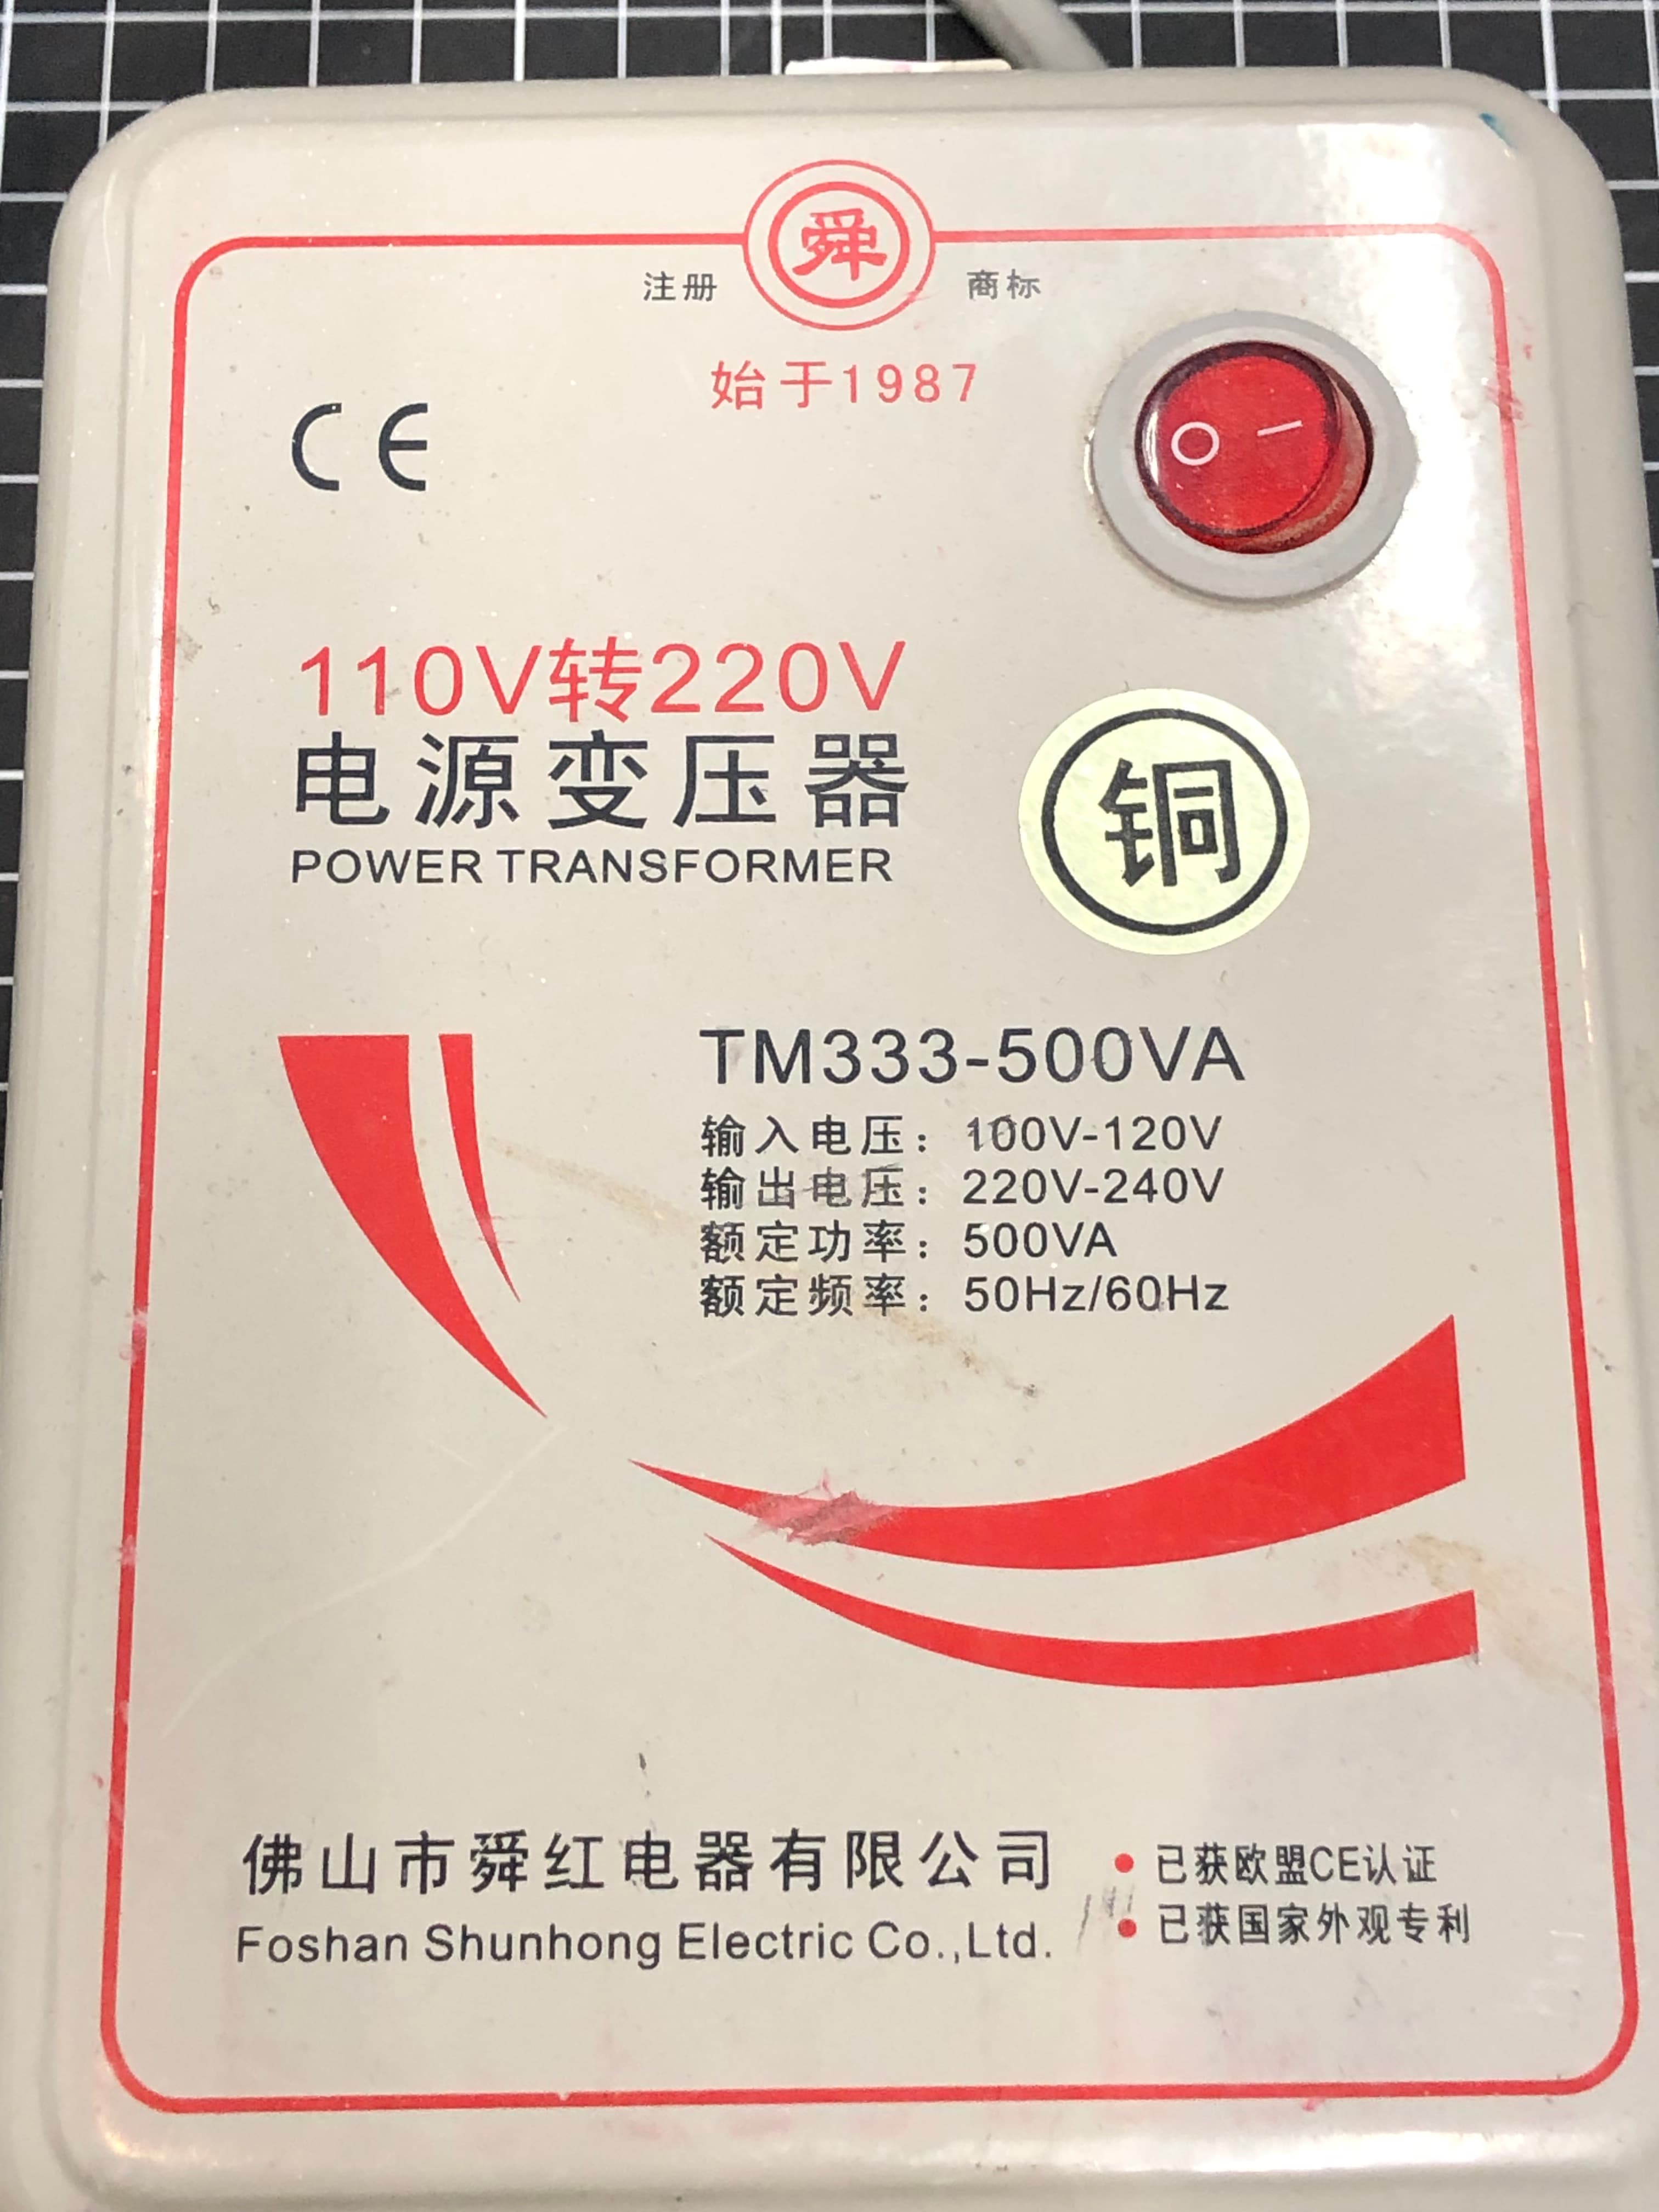 舜
注册 商标
始于1987
CE
110V转220V
电源变压器
POWER TRANSFORMER
铜
TM333-500VA
输入电压：100V-120V
输出电压：220V-240V
额定功率：500VA
额定频率：50Hz/60Hz
佛山市舜红电器有限公司
Foshan Shunhong Electric Co.,Ltd.
●已获欧盟CE认证
●已获国家外观专利